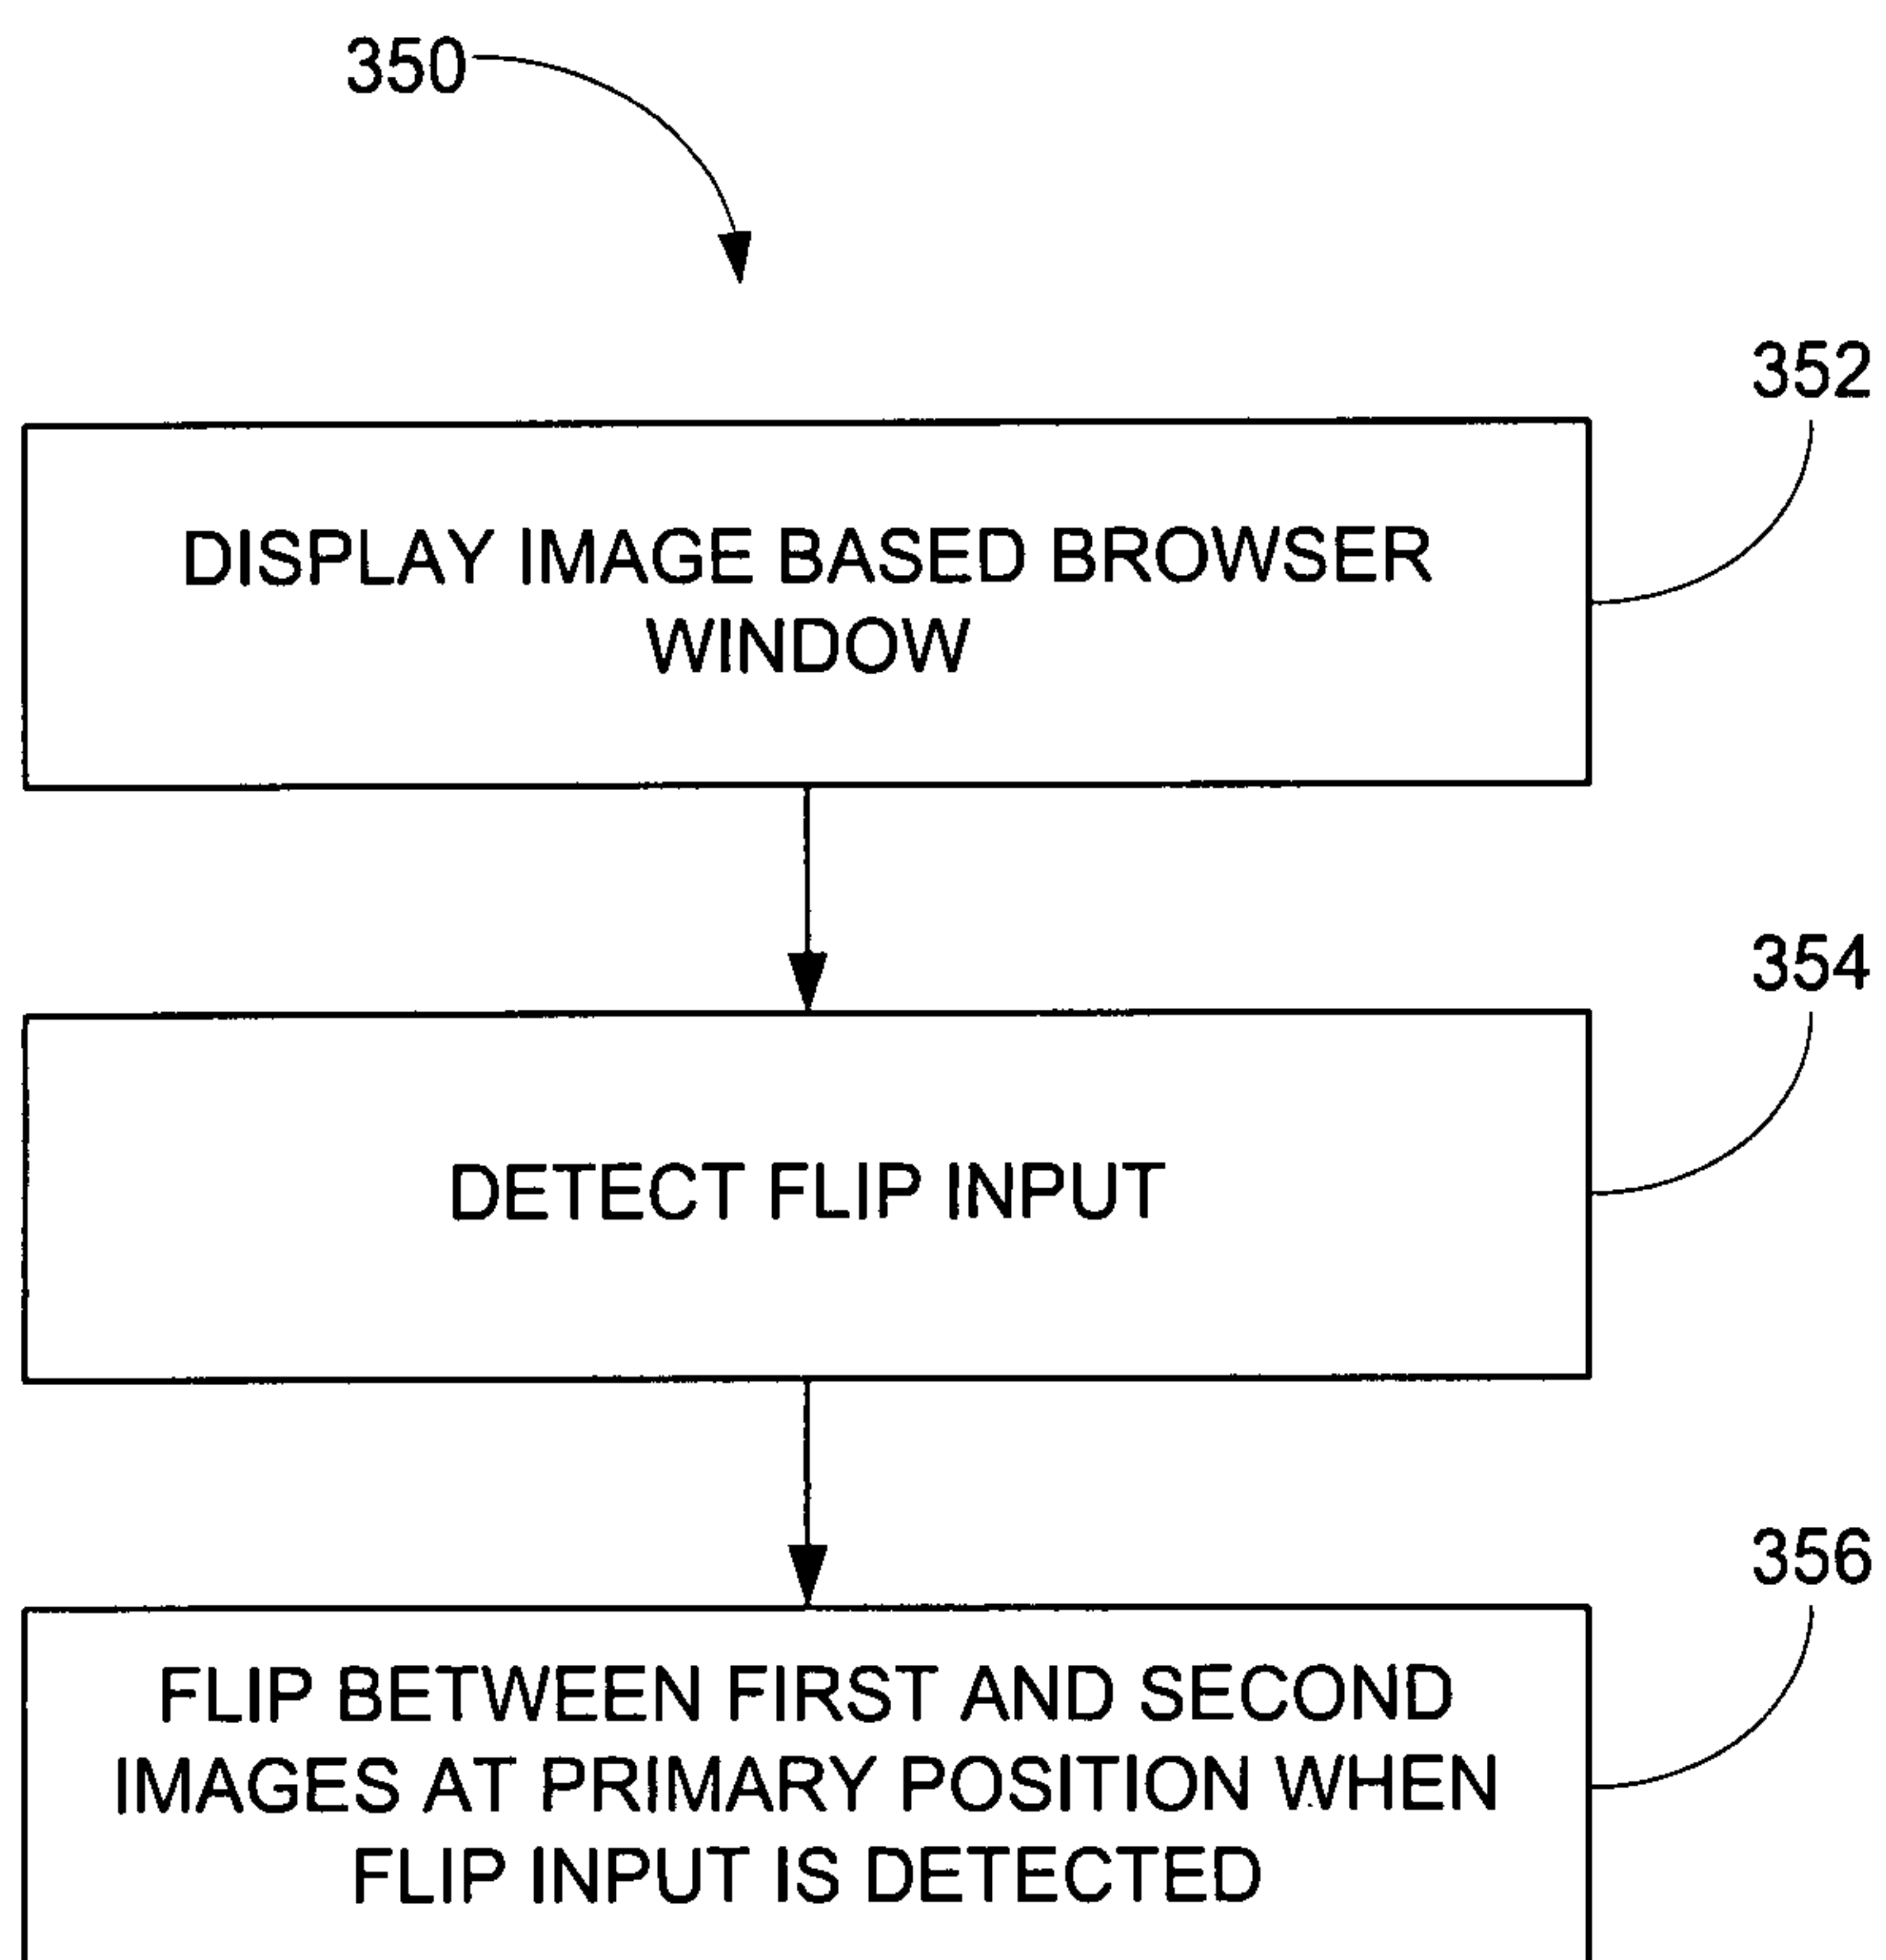 350
352
DISPLAY IMAGE BASED BROWSER
WINDOW
354
DETECT FLIP INPUT
356
FLIP BETWEEN FIRST AND SECOND
IMAGES AT PRIMARY POSITION WHEN
FLIP INPUT IS DETECTED